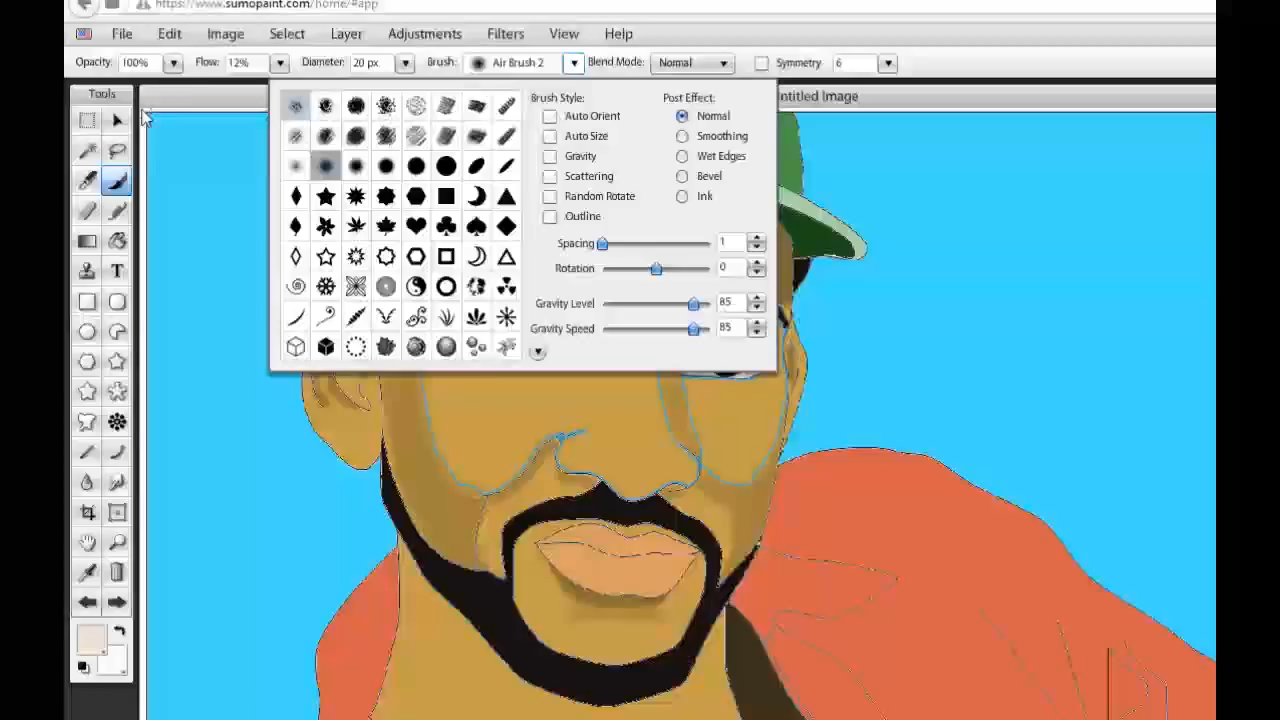 https://www.sumopaint.com/home/#app
File Edit Image Select Layer Adjustments Filters View Help
Opacity: 100% Flow: 12% Diameter: 20 px Brush: Air Brush 2 Blend Mode: Normal Symmetry 6
Tools
ntitled Image
Brush Style:
Auto Orient
Auto Size
Gravity
Scattering
Random Rotate
Outline
Post Effect:
Normal
Smoothing
Wet Edges
Bevel
Ink
Spacing 1
Rotation 0
Gravity Level 85
Gravity Speed 85
T